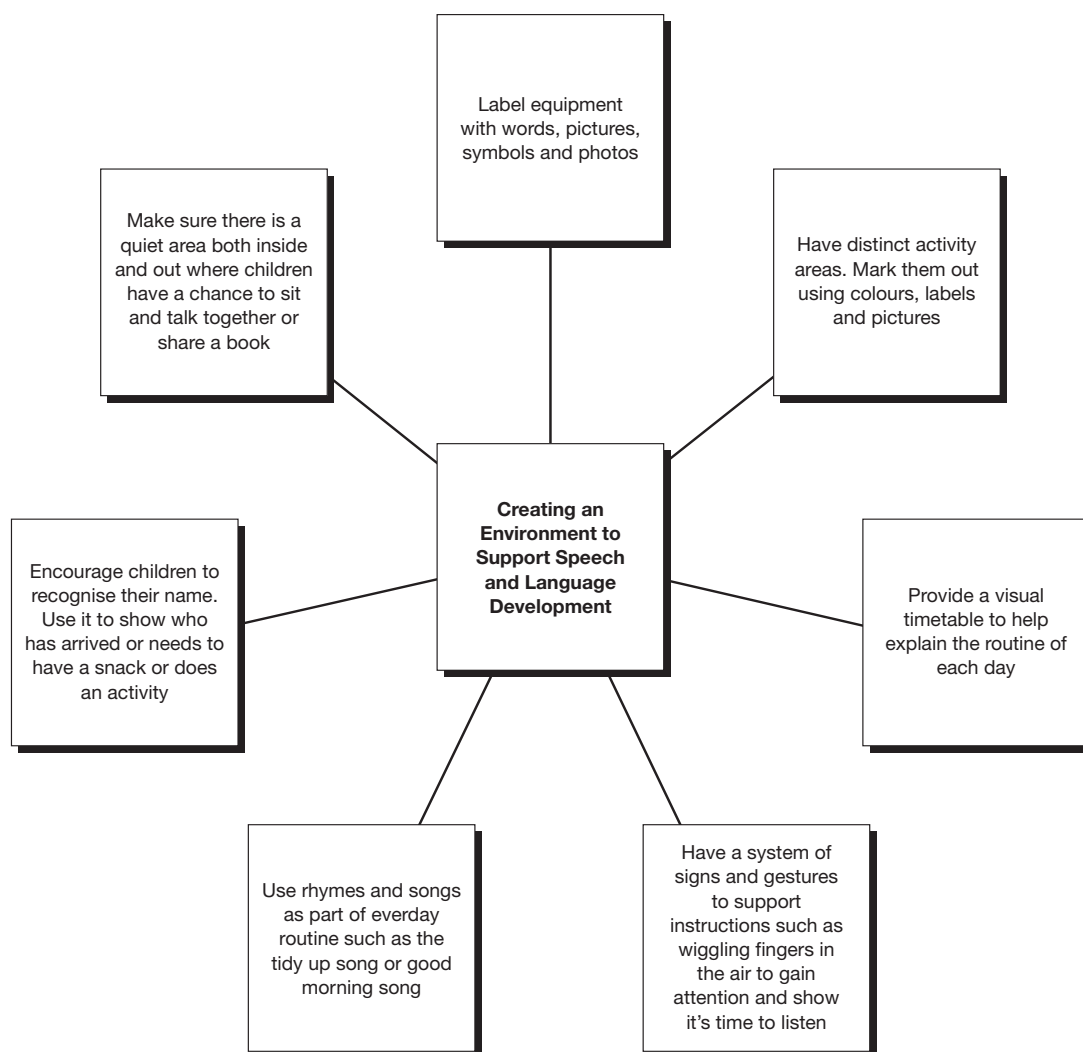 Label equipment
with words, pictures,
symbols and photos
Make sure there is a
quiet area both inside
and out where children
have a chance to sit
and talk together or
share a book
Have distinct activity
areas. Mark them out
using colours, labels
and pictures
Creating an
Environment to
Support Speech
and Language
Development
Encourage children to
recognise their name.
Use it to show who
has arrived or needs to
have a snack or does
an activity
Provide a visual
timetable to help
explain the routine of
each day
Use rhymes and songs
as part of everday
routine such as the
tidy up song or good
morning song
Have a system of
signs and gestures
to support
instructions such as
wiggling fingers in
the air to gain
attention and show
it's time to listen